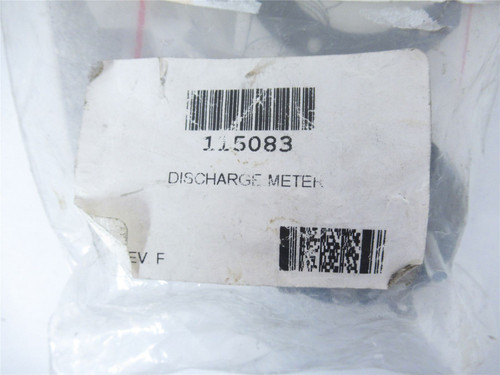 115083
DISCHARGE METER
EV F